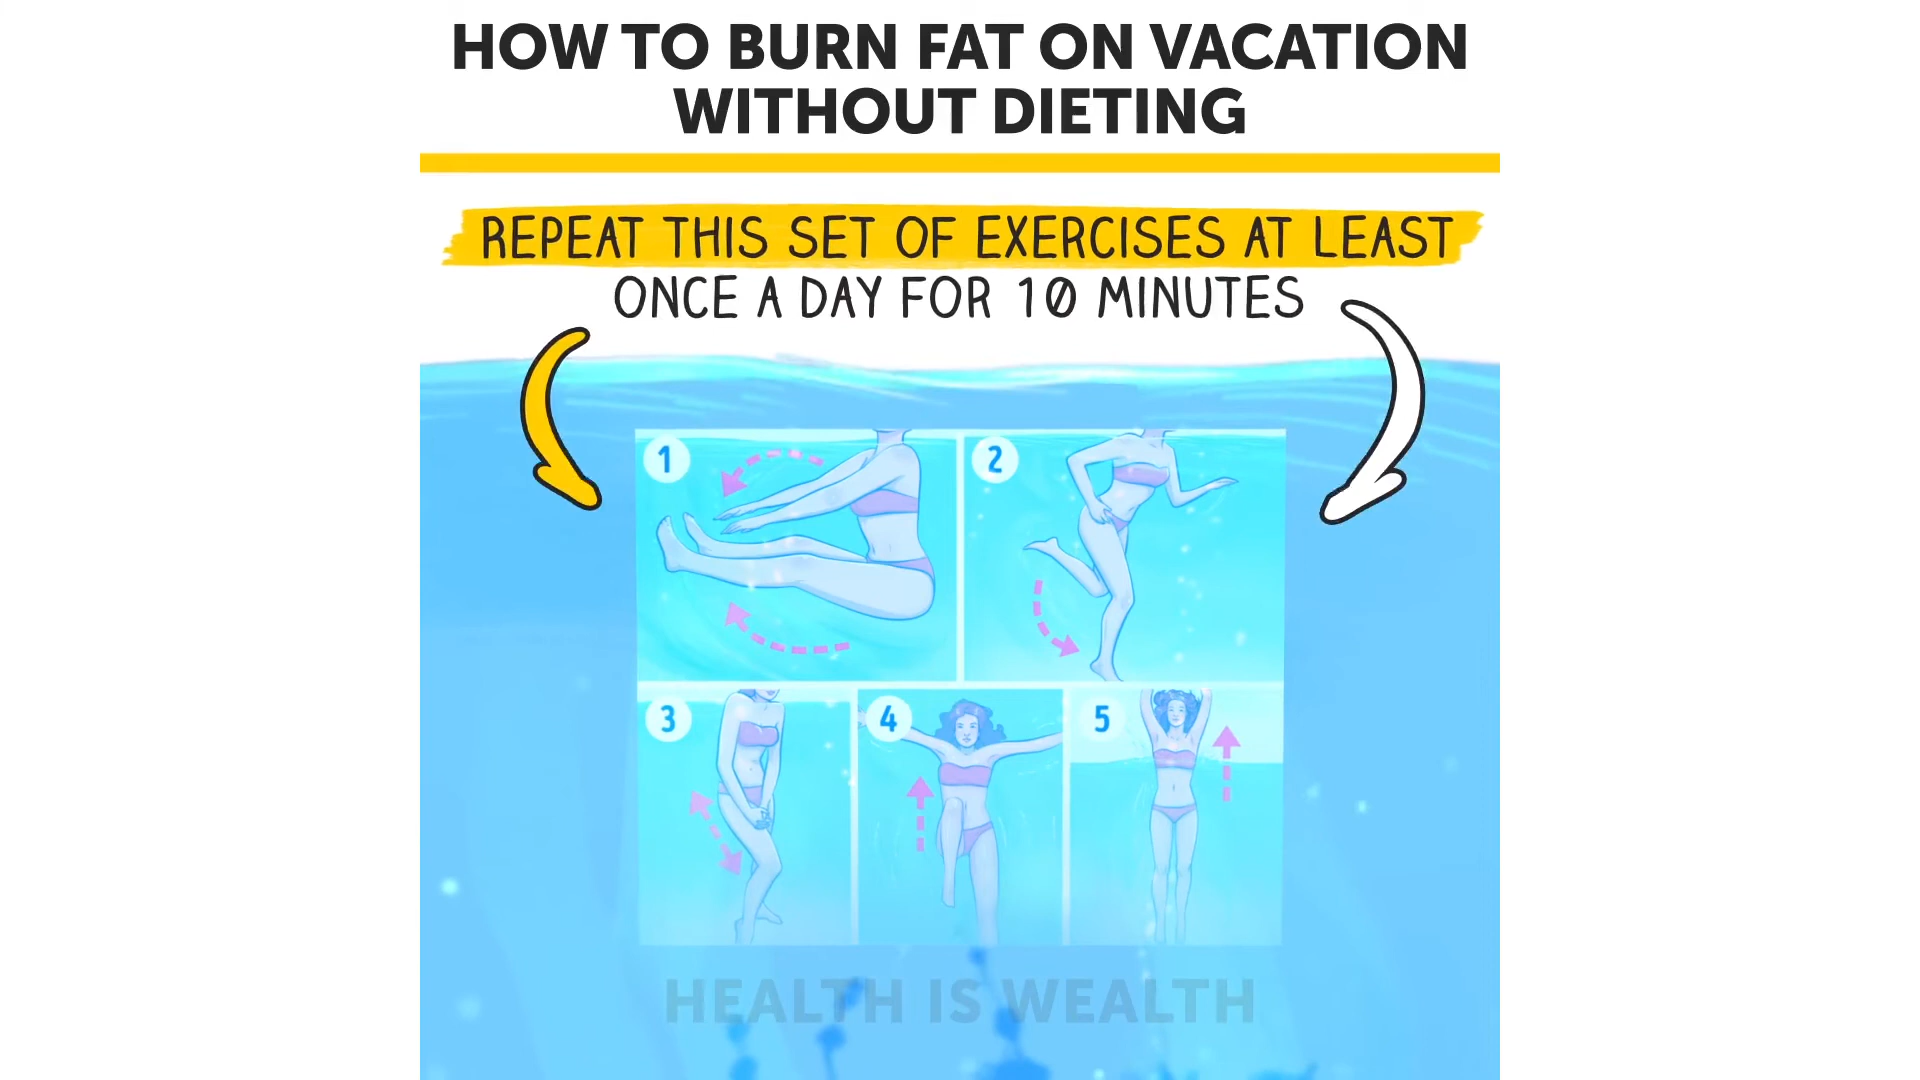 HOW TO BURN FAT ON VACATION
WITHOUT DIETING
REPEAT THIS SET OF EXERCISES AT LEAST
ONCE A DAY FOR 10 MINUTES
1
2
3
4
5
HEALTH IS WEALTH